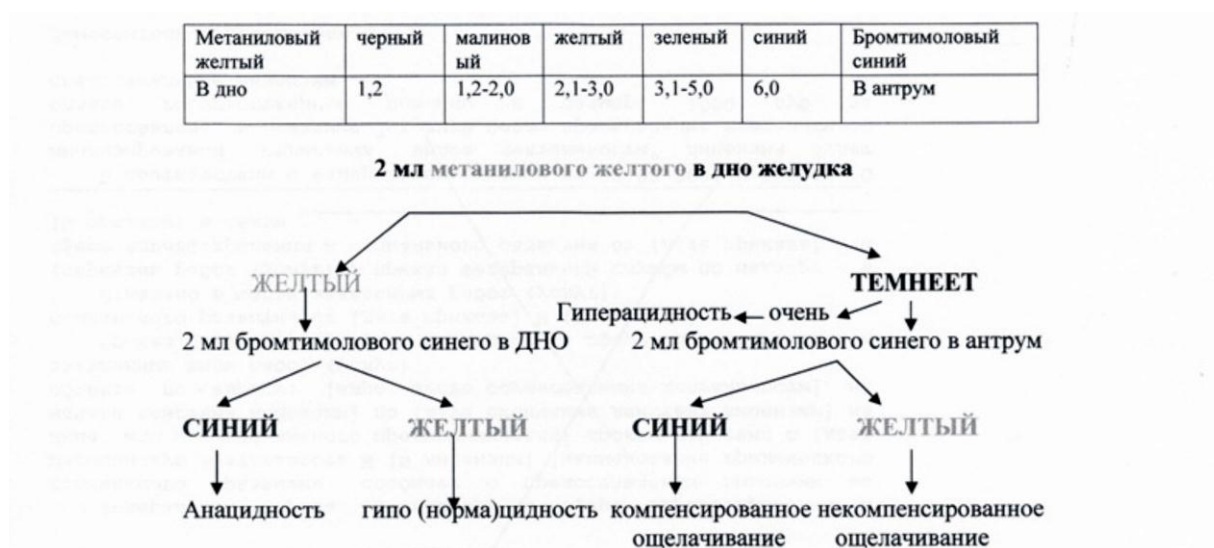 Метаниловый желтый черный малинов ый желтый зеленый синий Бромтимоловый синий
В дно 1,2 1,2-2,0 2,1-3,0 3,1-5,0 6,0 В антрум
2 мл метанилового желтого в дно желудка
ЖЕЛТЫЙ ТЕМНЕЕТ
Гиперацидность очень
2 мл бромтимолового синего в ДНО 2 мл бромтимолового синего в антрум
СИНИЙ ЖЕЛТЫЙ СИНИЙ ЖЕЛТЫЙ
Анацидность гипо (норма)цидность компенсированное некомпенсированное
ощелачивание ощелачивание